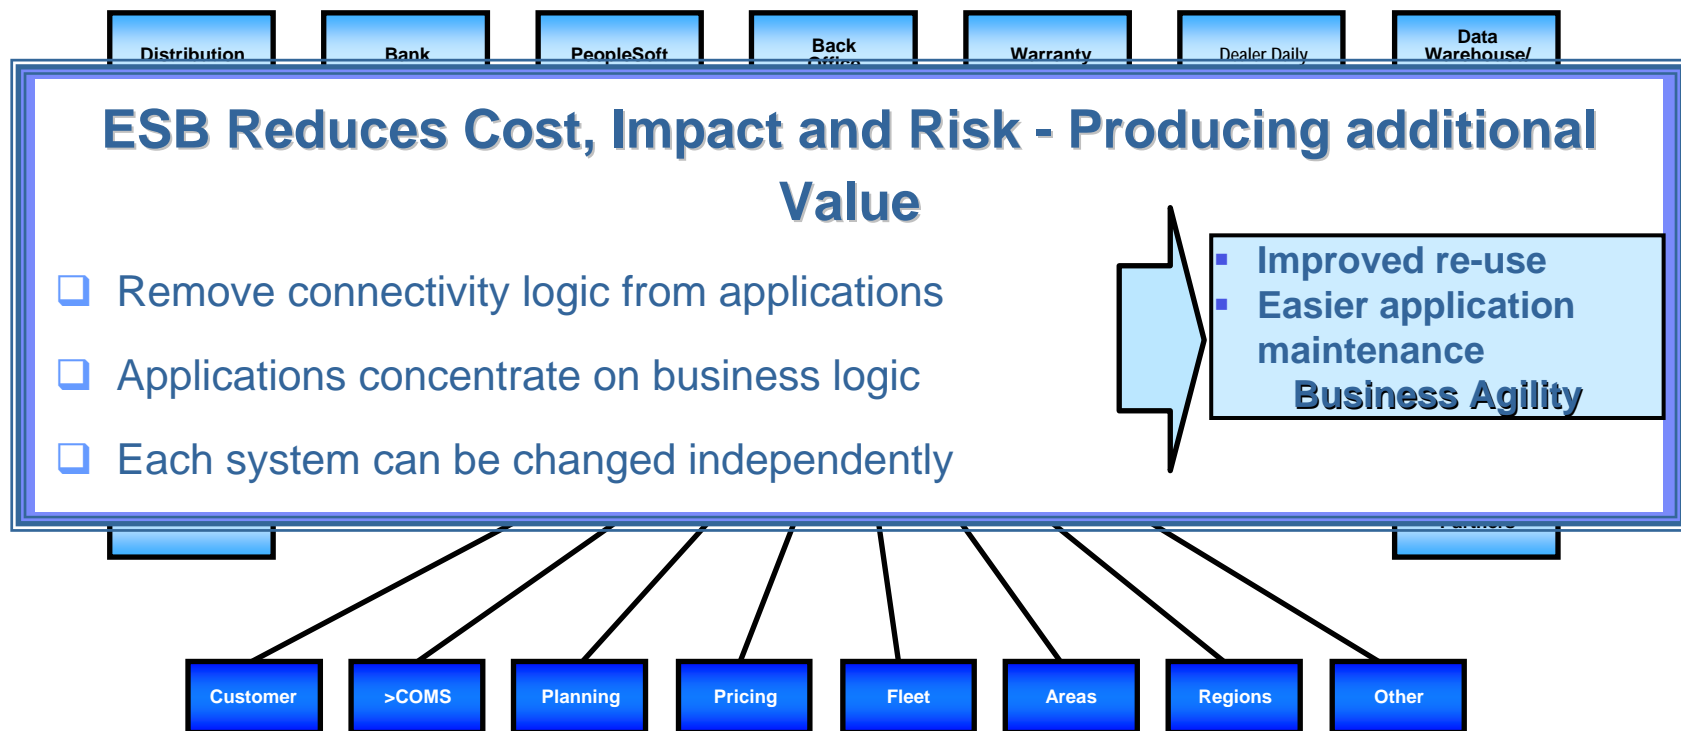 Distribution Bank PeopleSoft Back Office Warranty Dealer Daily Data Warehouse/
ESB Reduces Cost, Impact and Risk - Producing additional
Value
Remove connectivity logic from applications
Applications concentrate on business logic
Each system can be changed independently
Improved re-use
Easier application
maintenance
Business Agility
Partners
Customer >COMS Planning Pricing Fleet Areas Regions Other